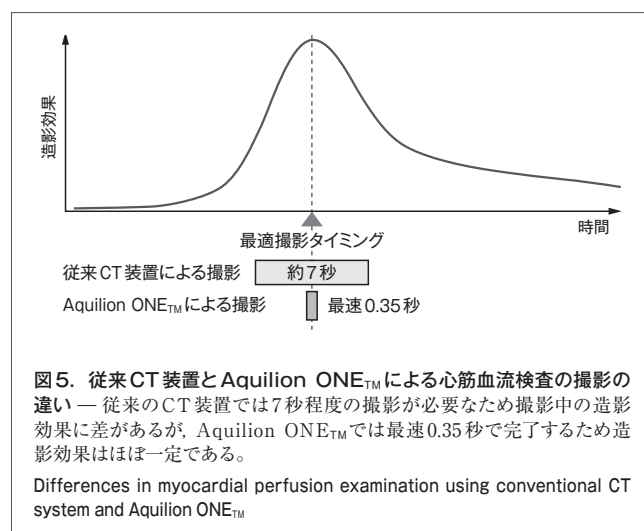 造影効果
時間
最適撮影タイミング
従来CT装置による撮影 約7秒
Aquilion ONE™による撮影 最速0.35秒
図5．従来CT装置とAquilion ONE™による心筋血流検査の撮影の
違い ― 従来のCT装置では7秒程度の撮影が必要なため撮影中の造影
効果に差があるが，Aquilion ONE™では最速0.35秒で完了するため造
影効果はほぼ一定である。
Differences in myocardial perfusion examination using conventional CT
system and Aquilion ONE™